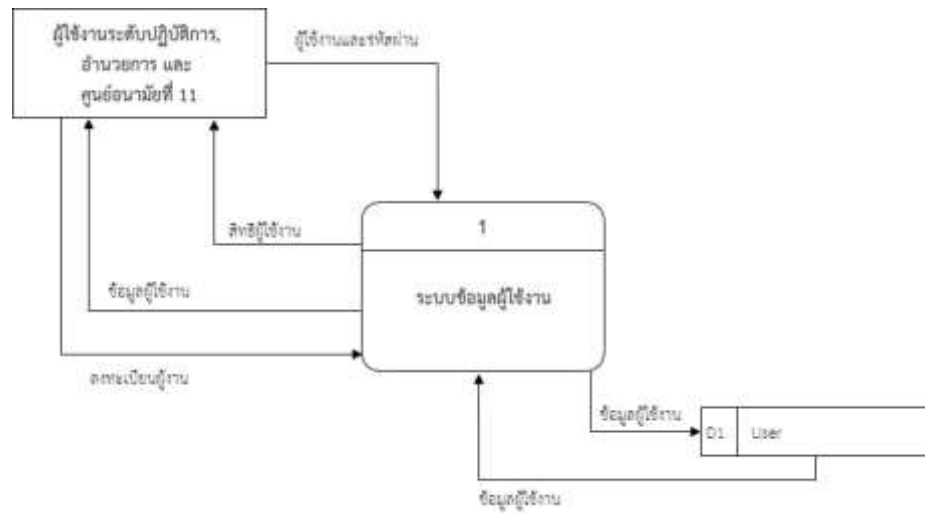 ผู้ใช้งานระดับปฏิบัติการ,
อำนวยการ และ
ศูนย์อนามัยที่ 11
ผู้ใช้งานและรหัสผ่าน
1
สิทธิผู้ใช้งาน
ระบบข้อมูลผู้ใช้งาน
ข้อมูลผู้ใช้งาน
ลงทะเบียนผู้งาน
ข้อมูลผู้ใช้งาน
D1 User
ข้อมูลผู้ใช้งาน